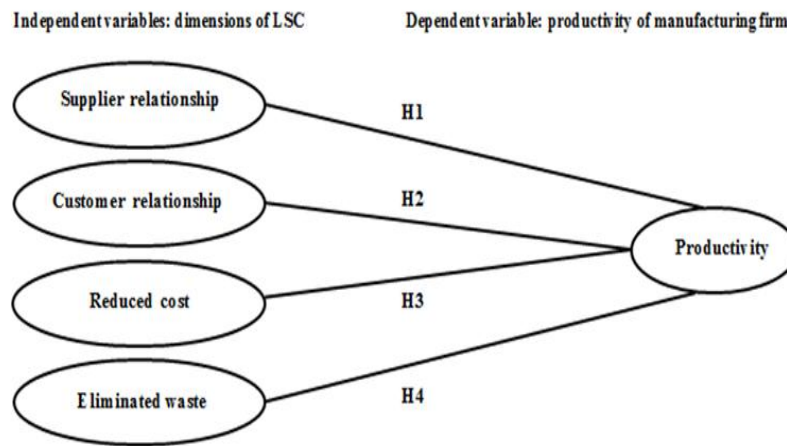 Independent variables: dimensions of LSC
Dependent variable: productivity of manufacturing firm
Supplier relationship
H1
Customer relationship
H2
Productivity
Reduced cost
H3
Eliminated waste
H4